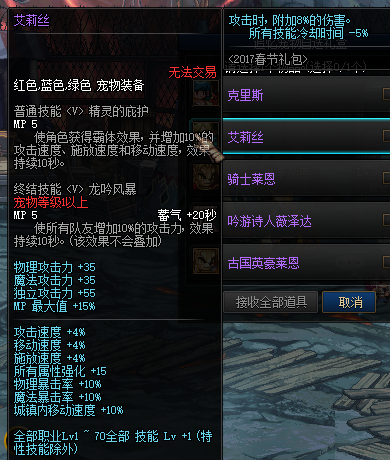 艾莉丝
无法交易
红色,蓝色,绿色 宠物装备
普通技能 <V> 精灵的庇护
MP 5
使角色获得霸体效果, 并增加10%的
攻击速度、施放速度和移动速度, 效果
持续10秒。
终结技能 <V> 龙吟风暴
宠物等级1以上
MP 5 蓄气 +20秒
使所有队友增加10%的攻击力, 效果
持续10秒。(该效果不会叠加)
物理攻击力 +35
魔法攻击力 +35
独立攻击力 +55
MP 最大值 +15%
攻击速度 +4%
移动速度 +4%
施放速度 +4%
所有属性强化 +15
物理暴击率 +10%
魔法暴击率 +10%
城镇内移动速度 +10%
全部职业Lv1 ~ 70全部 技能 Lv +1 (特
性技能除外)
攻击时, 附加8%的伤害。
所有技能冷却时间 -5%
<2017春节礼包>
克里斯
艾莉丝
骑士莱恩
吟游诗人薇泽达
古国英豪莱恩
接收全部道具
取消